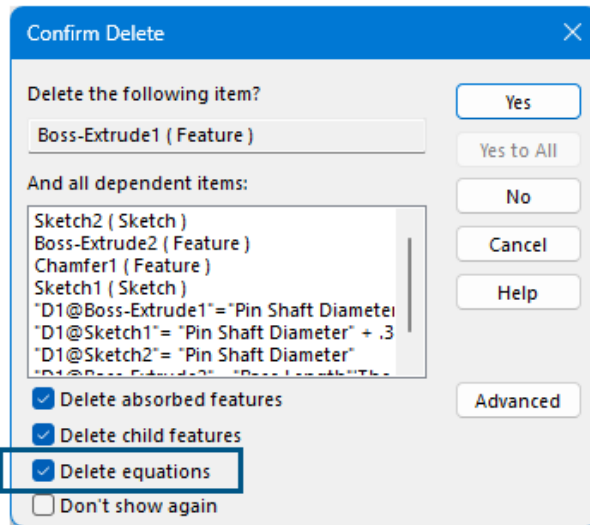 Confirm Delete
Delete the following item?
Yes
Boss-Extrude1 ( Feature )
Yes to All
And all dependent items:
No
Sketch2 ( Sketch )
Boss-Extrude2 ( Feature )
Cancel
Chamfer1 ( Feature )
Sketch1 ( Sketch )
Help
"D1@Boss-Extrude1"="Pin Shaft Diameter
"D1@Sketch1"= "Pin Shaft Diameter" + .3
"D1@Sketch2"= "Pin Shaft Diameter"
Delete absorbed features
Advanced
Delete child features
Delete equations
Don't show again